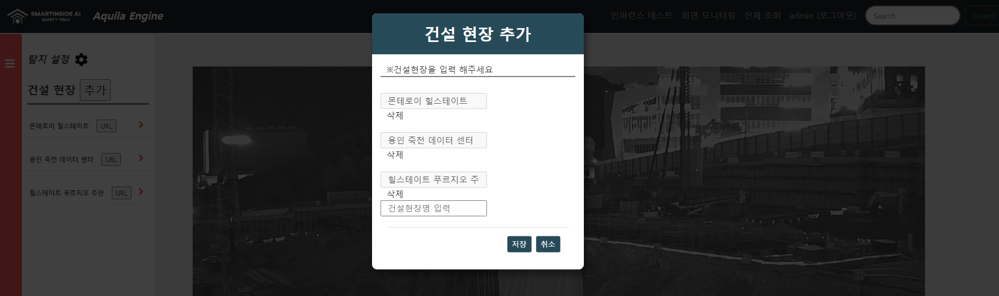 SMARTINSIDE AI
SAFETY TECH
Aquila Engine
인퍼런스 테스트
화면 모니터링
전체 조회
admin (로그아웃)
Search
Search
탐지 설정
건설 현장 추가
몬테로이 힐스테이트 URL
용인 죽전 데이터 센터 URL
힐스테이트 푸르지오 주안 URL
건설 현장 추가
※건설현장을 입력 해주세요
몬테로이 힐스테이트
삭제
용인 죽전 데이터 센터
삭제
힐스테이트 푸르지오 주
삭제
건설현장명 입력
저장
취소